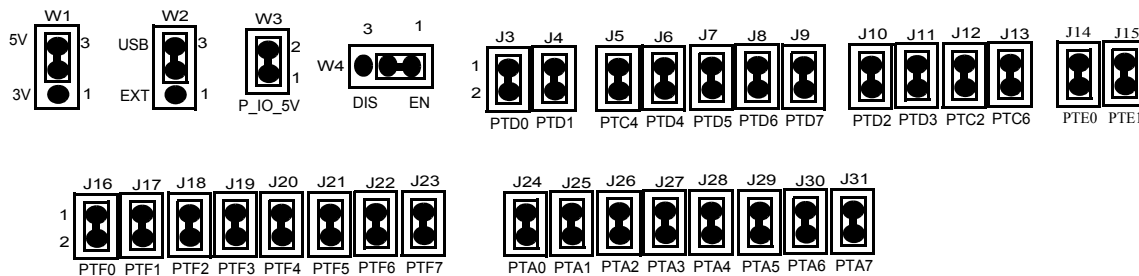 W1 W2 W3
5V 3 USB 3 2 3 1
W4
3V 1 EXT 1 1
P_IO_5V DIS EN
J3 J4 J5 J6 J7 J8 J9 J10 J11 J12 J13 J14 J15
1
2
PTD0 PTD1 PTC4 PTD4 PTD5 PTD6 PTD7 PTD2 PTD3 PTC2 PTC6 PTE0 PTE1
J16 J17 J18 J19 J20 J21 J22 J23 J24 J25 J26 J27 J28 J29 J30 J31
1
2
PTF0 PTF1 PTF2 PTF3 PTF4 PTF5 PTF6 PTF7 PTA0 PTA1 PTA2 PTA3 PTA4 PTA5 PTA6 PTA7